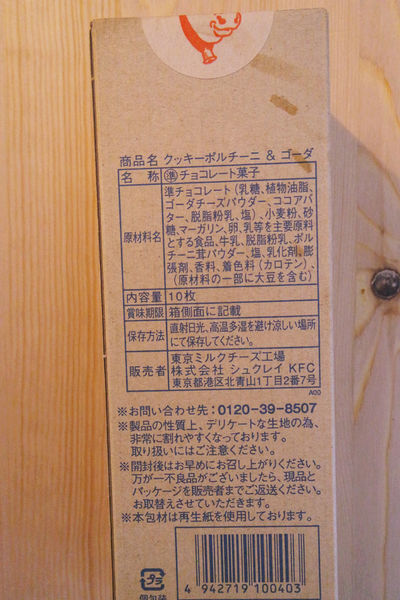 商品名 クッキーポルチーニ & ゴーダ
名 称 準チョコレート菓子
原材料名 準チョコレート(乳糖、植物油脂、
ゴーダチーズパウダー、ココアバ
ター、脱脂粉乳、塩)、小麦粉、砂
糖、マーガリン、卵、乳等を主要原料
とする食品、牛乳、脱脂粉乳、ポル
チーニ茸パウダー、塩、乳化剤、膨
張剤、香料、着色料(カロテン)、
(原材料の一部に大豆を含む)
内容量 10枚
賞味期限 箱側面に記載
保存方法 直射日光、高温多湿を避け涼しい場所
にて保存してください。
販売者 東京ミルクチーズ工場
株式会社 シュクレイ KFC
東京都港区北青山1丁目2番7号
A00
※お問い合わせ先:0120-39-8507
※製品の性質上、デリケートな生地の為、
非常に割れやすくなっております。
取り扱いにはご注意ください。
※開封後はお早めにお召し上がりください。
万が一不良品がございましたら、現品と
パッケージを販売者までご返送ください。
お取替えさせていただきます。
※本包材は再生紙を使用しております。
プラ
個包装
4 942719 100403